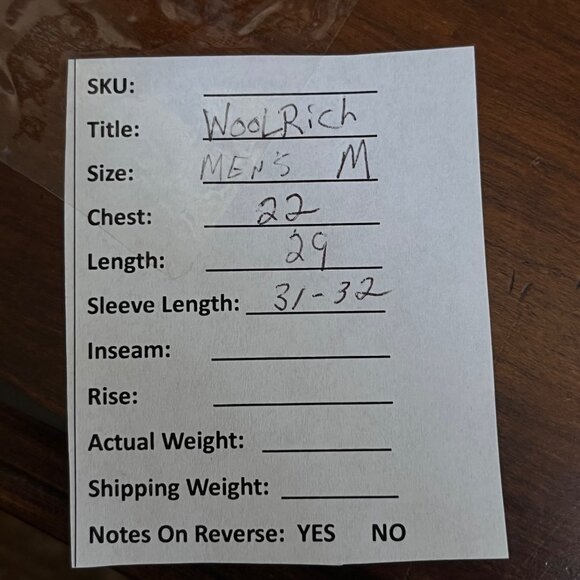 SKU:
Title: WOOLRich
Size: MEN'S M
Chest: 22
Length: 29
Sleeve Length: 31-32
Inseam:
Rise:
Actual Weight:
Shipping Weight:
Notes On Reverse: YES NO